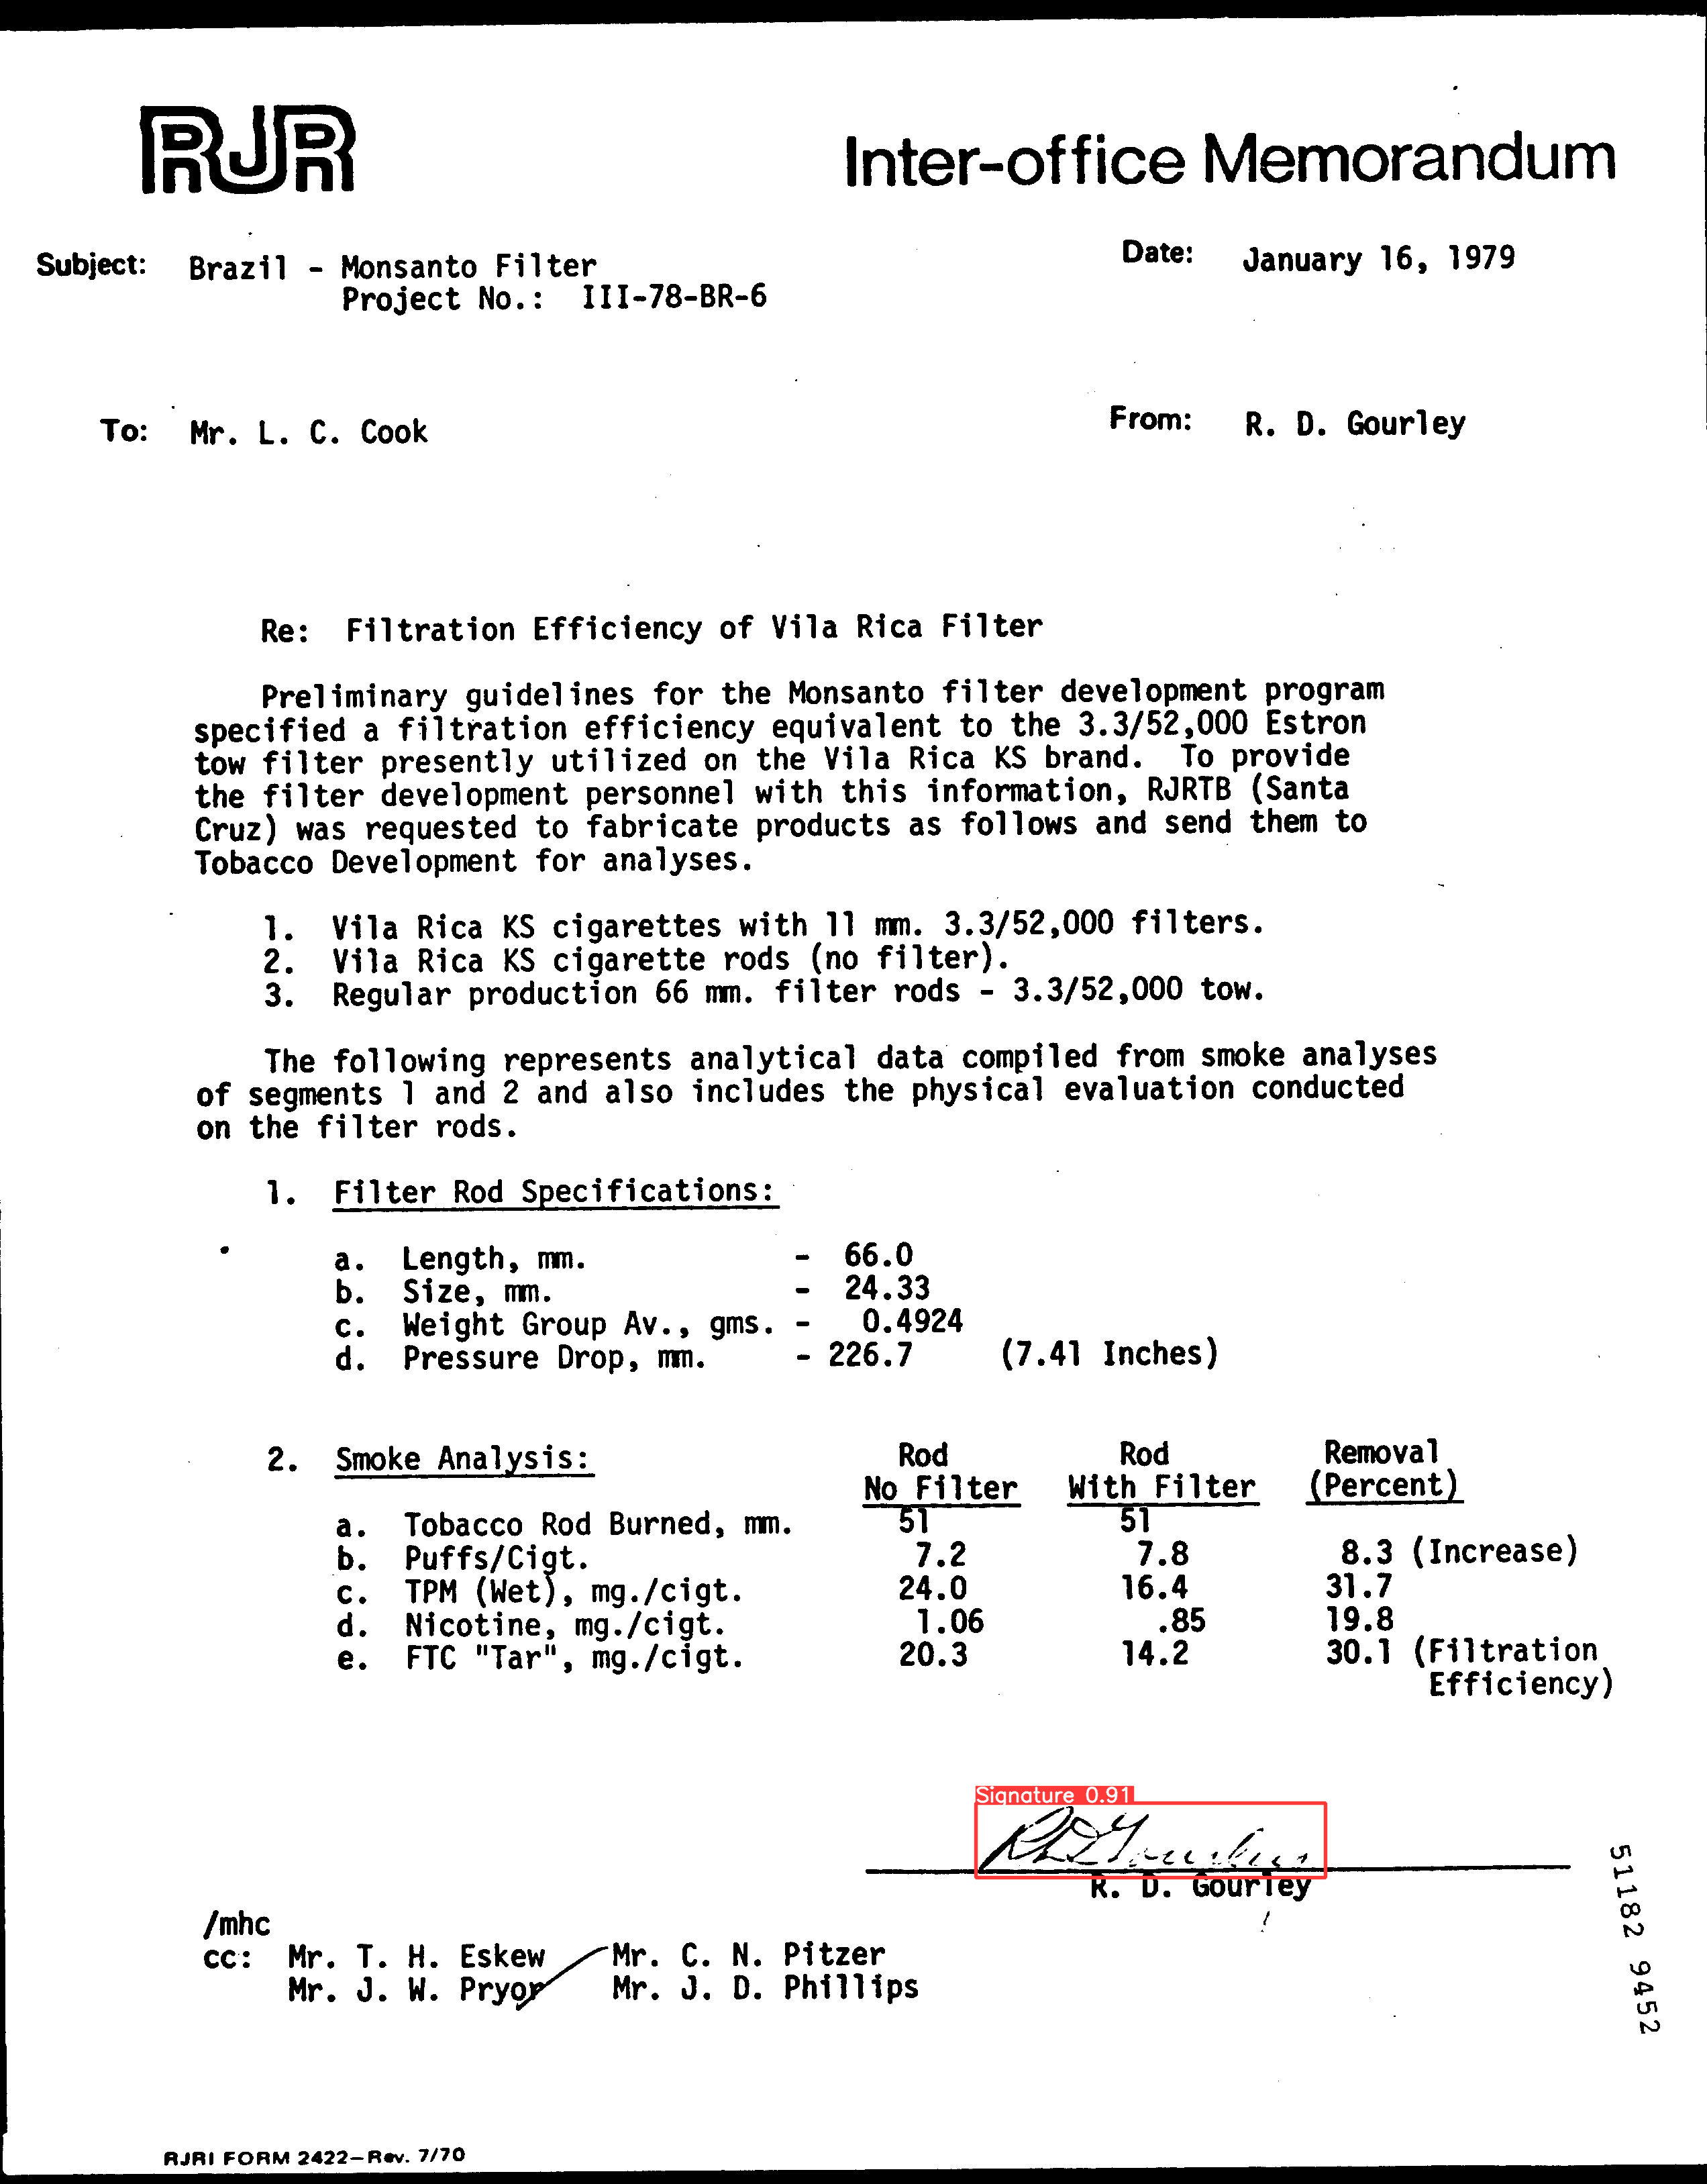 RJR
Inter-office Memorandum
Subject: Brazil - Monsanto Filter
Project No.: III-78-BR-6
Date: January 16, 1979
To: Mr. L. C. Cook
From: R. D. Gourley
Re: Filtration Efficiency of Vila Rica Filter
Preliminary guidelines for the Monsanto filter development program
specified a filtration efficiency equivalent to the 3.3/52,000 Estron
tow filter presently utilized on the Vila Rica KS brand. To provide
the filter development personnel with this information, RJRTB (Santa
Cruz) was requested to fabricate products as follows and send them to
Tobacco Development for analyses.
1. Vila Rica KS cigarettes with 11 mm. 3.3/52,000 filters.
2. Vila Rica KS cigarette rods (no filter).
3. Regular production 66 mm. filter rods - 3.3/52,000 tow.
The following represents analytical data compiled from smoke analyses
of segments 1 and 2 and also includes the physical evaluation conducted
on the filter rods.
1. Filter Rod Specifications:
a. Length, mm. - 66.0
b. Size, mm. - 24.33
c. Weight Group Av., gms. - 0.4924
d. Pressure Drop, mm. - 226.7 (7.41 Inches)
2. Smoke Analysis: Rod Rod Removal
No Filter With Filter (Percent)
a. Tobacco Rod Burned, mm. 51 51
b. Puffs/Cigt. 7.2 7.8 8.3 (Increase)
c. TPM (Wet), mg./cigt. 24.0 16.4 31.7
d. Nicotine, mg./cigt. 1.06 .85 19.8
e. FTC "Tar", mg./cigt. 20.3 14.2 30.1 (Filtration
Efficiency)
Signature 0.91
RD Gourley
R. D. Gourley
/mhc
cc: Mr. T. H. Eskew Mr. C. N. Pitzer
Mr. J. W. Pryor Mr. J. D. Phillips
51182 9452
RJRI FORM 2422-Rev. 7/70